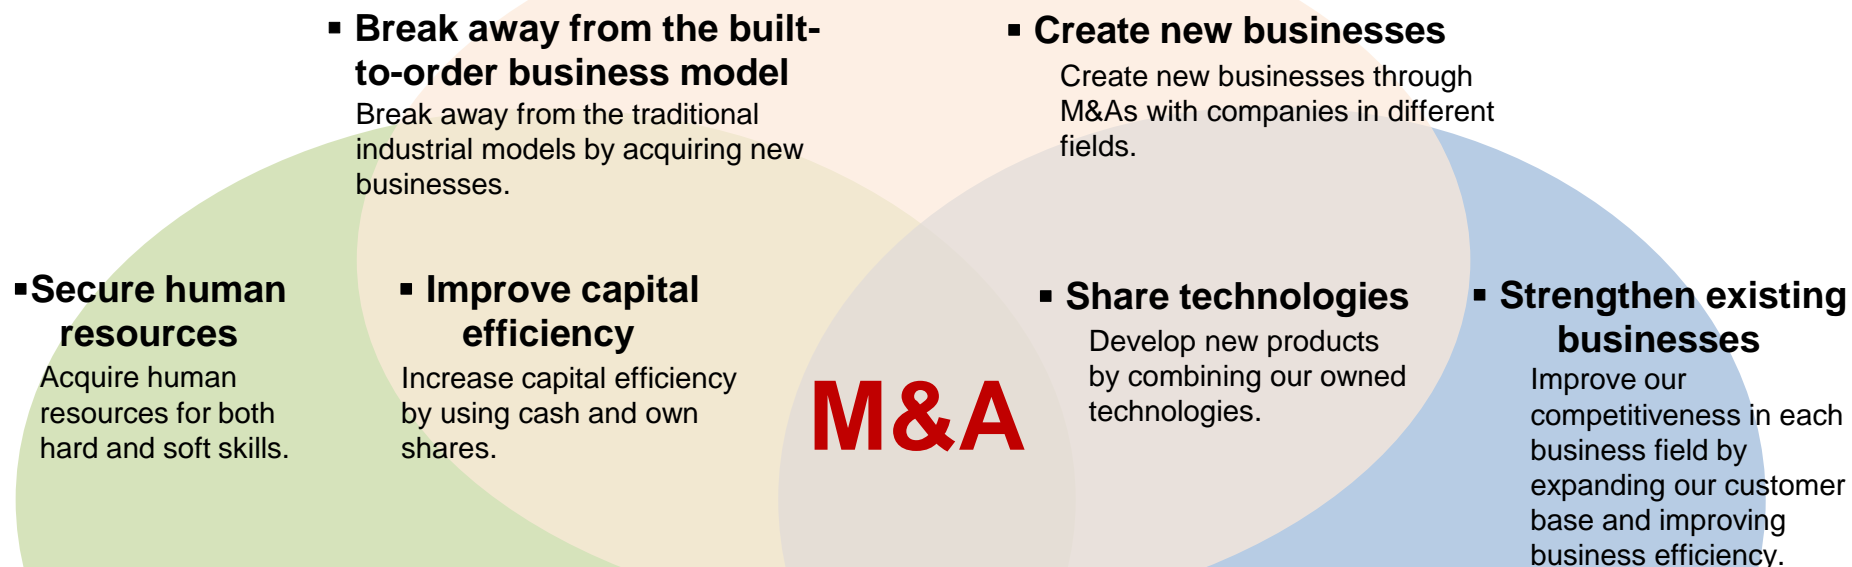 ▪ Break away from the built-
to-order business model
Break away from the traditional
industrial models by acquiring new
businesses.
▪ Create new businesses
Create new businesses through
M&As with companies in different
fields.
▪Secure human
resources
Acquire human
resources for both
hard and soft skills.
▪ Improve capital
efficiency
Increase capital efficiency
by using cash and own
shares.
M&A
▪ Share technologies
Develop new products
by combining our owned
technologies.
▪ Strengthen existing
businesses
Improve our
competitiveness in each
business field by
expanding our customer
base and improving
business efficiency.